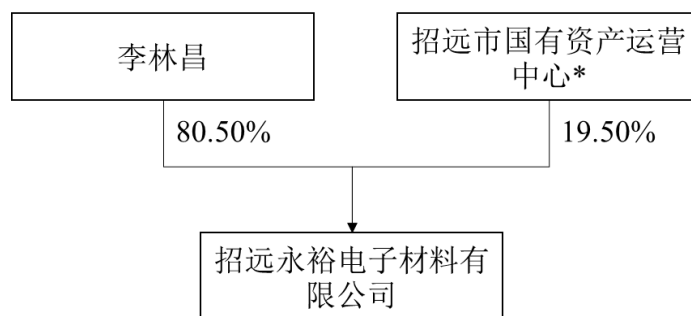 李林昌
招远市国有资产运营
中心*
80.50%
19.50%
招远永裕电子材料有
限公司